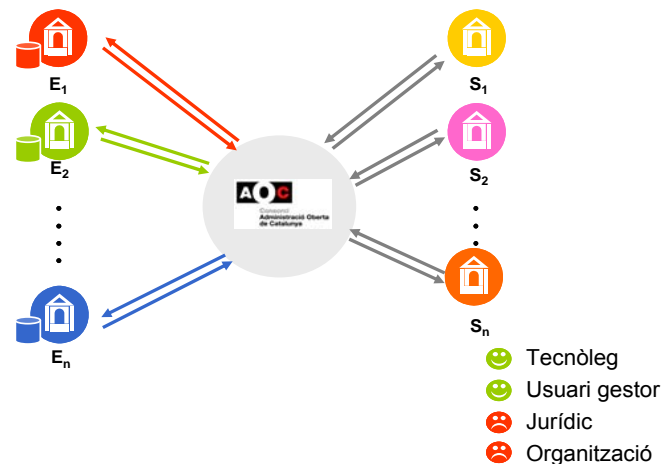 E1
S1
E2
S2
AOC
Consorci
Administració Oberta
de Catalunya
En
Sn
Tecnòleg
Usuari gestor
Jurídic
Organització